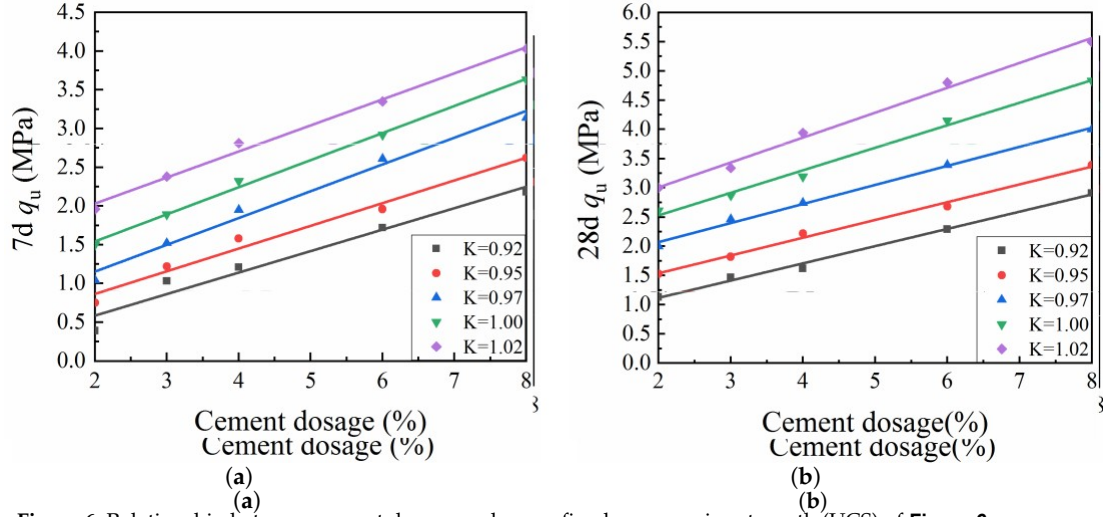 4.5
4.0
3.5
3.0
2.5
2.0
1.5
1.0
0.5
0.0
7d qu (MPa)
K=0.92
K=0.95
K=0.97
K=1.00
K=1.02
2 3 4 5 6 7 8
8
Cement dosage (%)
Cement dosage (%)
(a)
(a)
6.0
5.5
5.0
4.5
4.0
3.5
3.0
2.5
2.0
1.5
1.0
0.5
0.0
28d qu (MPa)
K=0.92
K=0.95
K=0.97
K=1.00
K=1.02
2 3 4 5 6 7 8
8
Cement dosage(%)
Cement dosage(%)
(b)
(b)